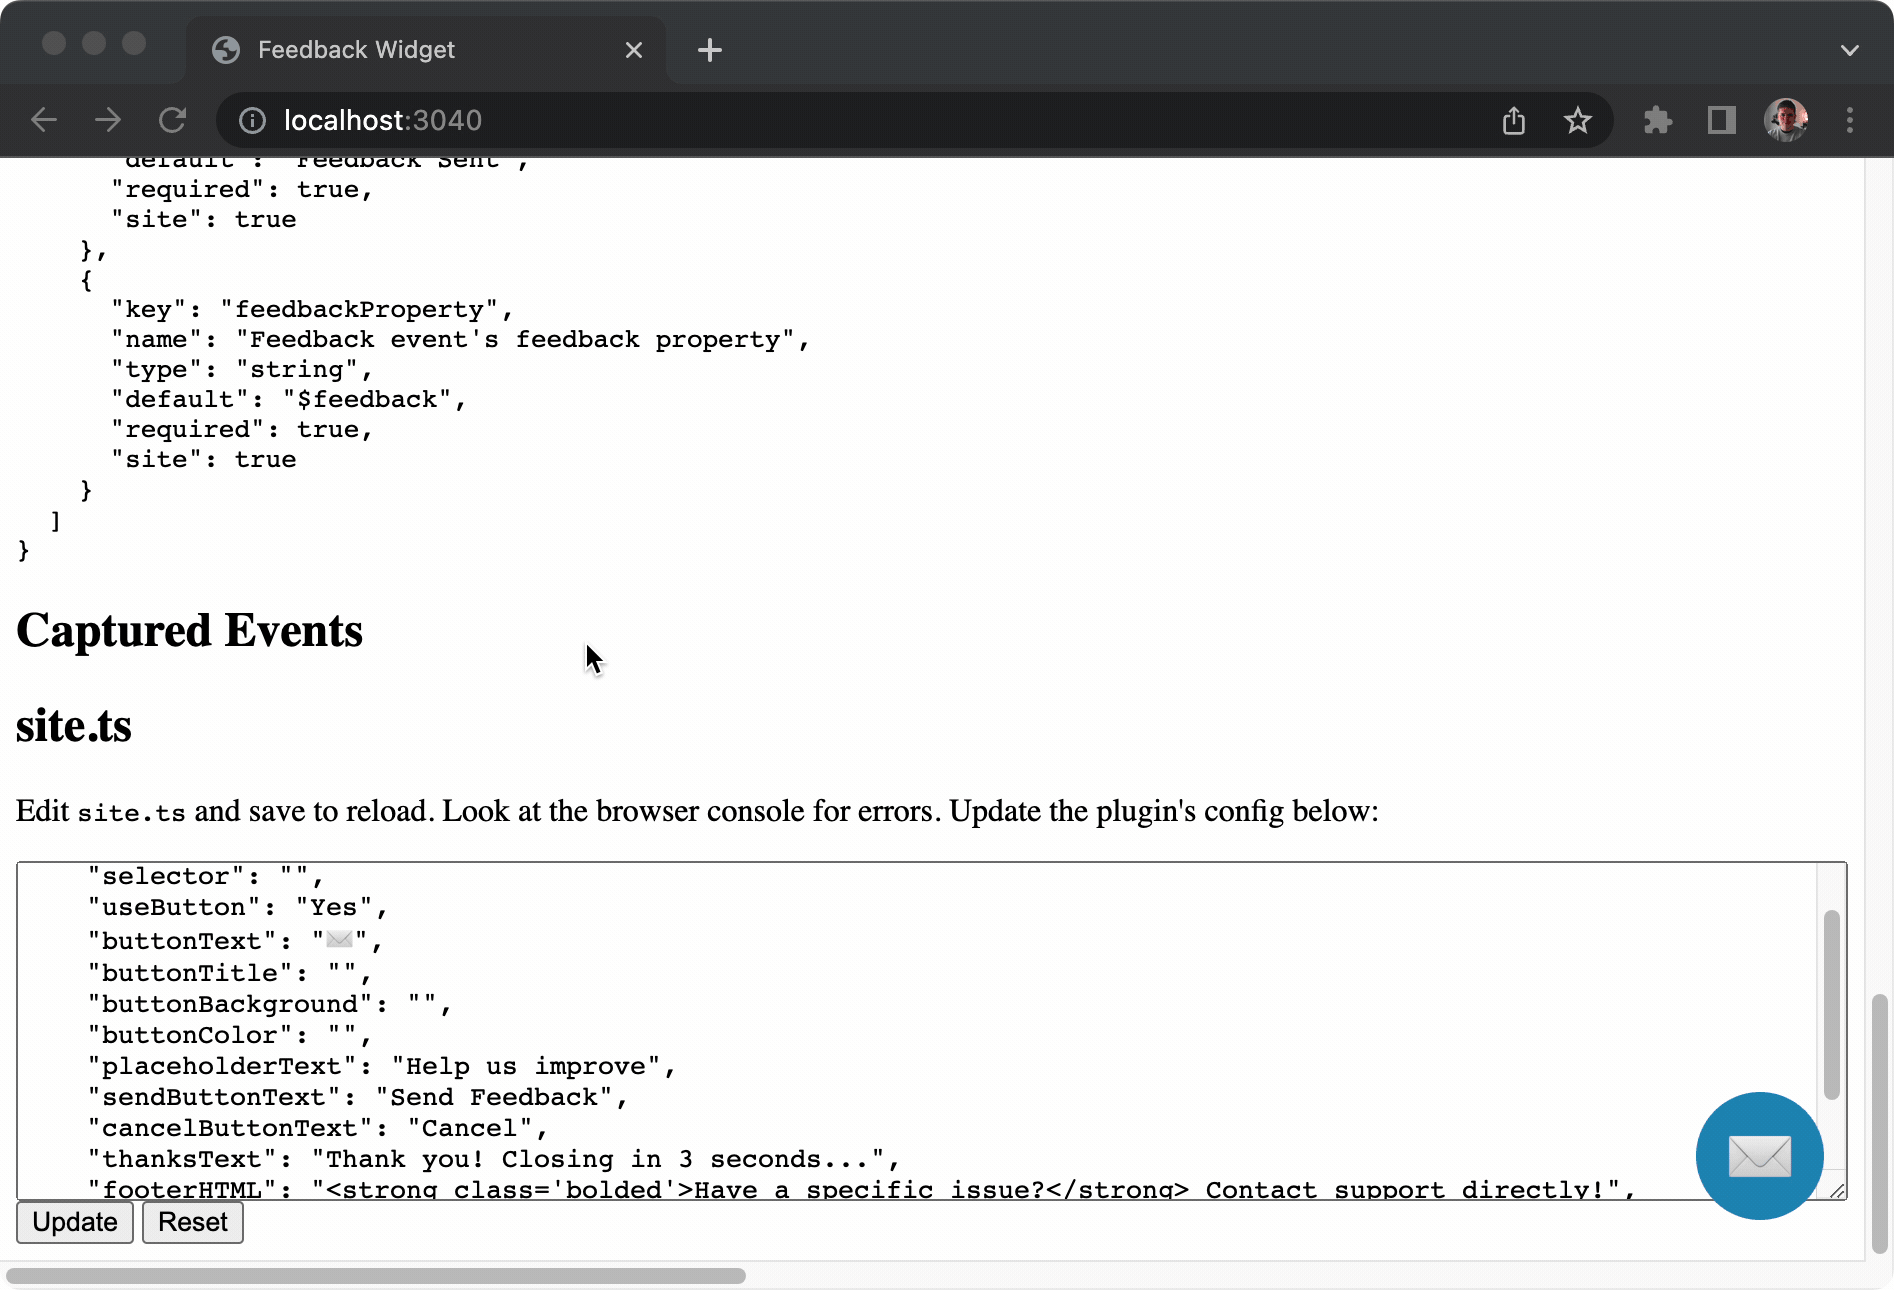 Feedback Widget
localhost:3040
"default": "Feedback Sent",
"required": true,
"site": true
},
{
"key": "feedbackProperty",
"name": "Feedback event's feedback property",
"type": "string",
"default": "$feedback",
"required": true,
"site": true
}
]
}
Captured Events
site.ts
Edit site.ts and save to reload. Look at the browser console for errors. Update the plugin's config below:
"selector": "",
"useButton": "Yes",
"buttonText": "✉️",
"buttonTitle": "",
"buttonBackground": "",
"buttonColor": "",
"placeholderText": "Help us improve",
"sendButtonText": "Send Feedback",
"cancelButtonText": "Cancel",
"thanksText": "Thank you! Closing in 3 seconds...",
"footerHTML": "<strong class='bolded'>Have a specific issue?</strong> Contact support directly!",
Update Reset